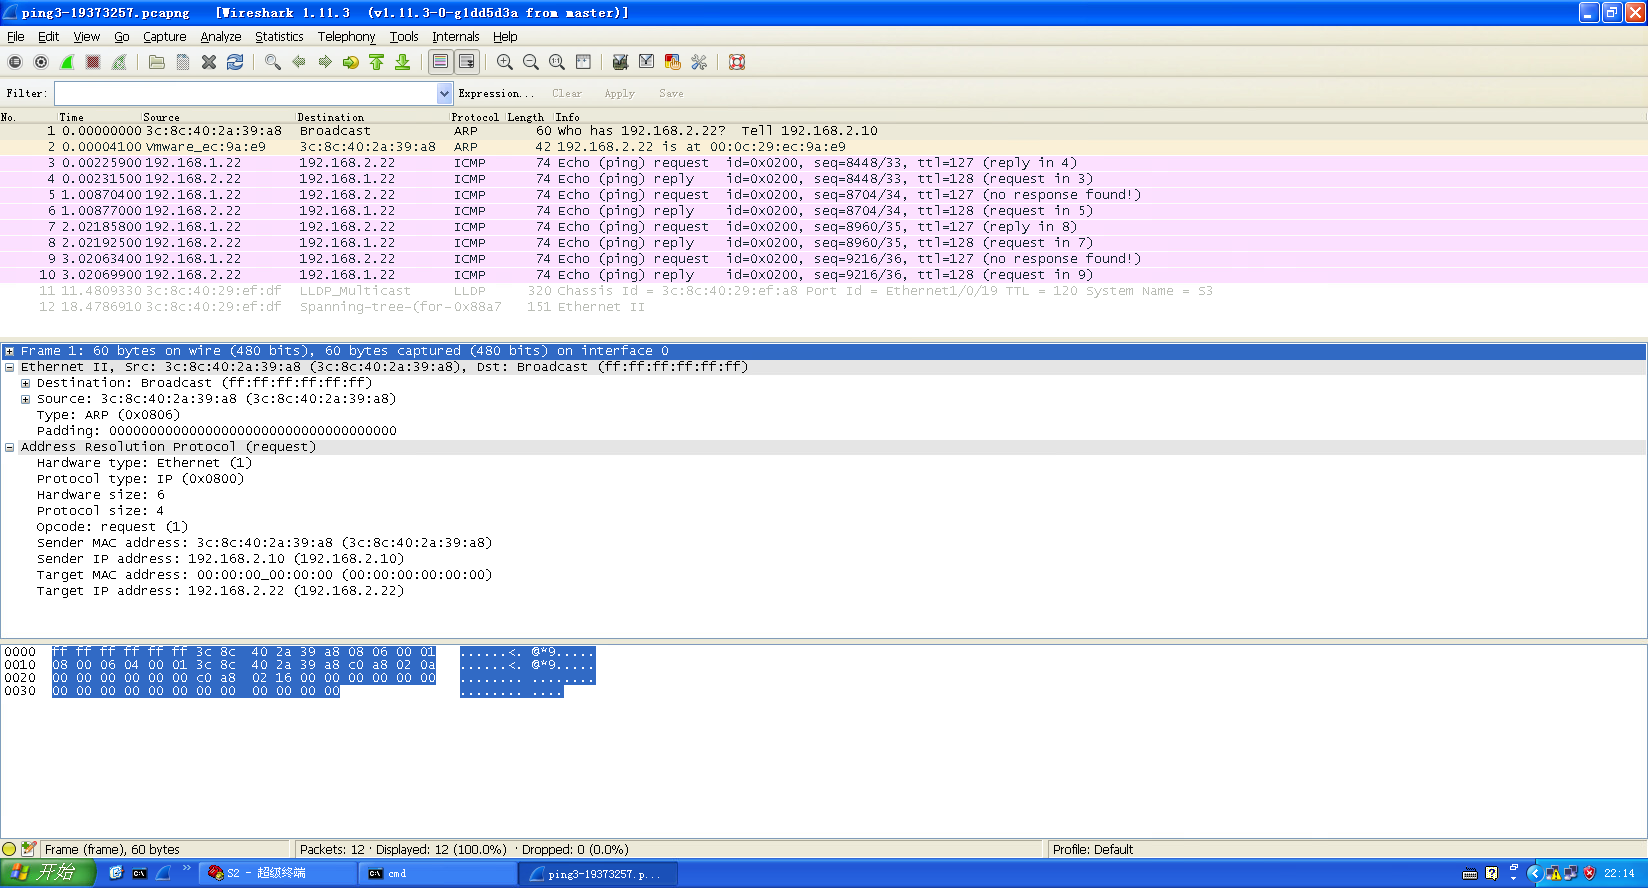 ping3-19373257.pcapng [Wireshark 1.11.3 (v1.11.3-0-g1dd5d3a from master)]
File Edit View Go Capture Analyze Statistics Telephony Tools Internals Help
Filter: Expression... Clear Apply Save
No. Time Source Destination Protocol Length Info
1 0.00000000 3c:8c:40:2a:39:a8 Broadcast ARP 60 Who has 192.168.2.22? Tell 192.168.2.10
2 0.00004100 Vmware_ec:9a:e9 3c:8c:40:2a:39:a8 ARP 42 192.168.2.22 is at 00:0c:29:ec:9a:e9
3 0.00225900 192.168.1.22 192.168.2.22 ICMP 74 Echo (ping) request id=0x0200, seq=8448/33, ttl=127 (reply in 4)
4 0.00231500 192.168.2.22 192.168.1.22 ICMP 74 Echo (ping) reply id=0x0200, seq=8448/33, ttl=128 (request in 3)
5 1.00870400 192.168.1.22 192.168.2.22 ICMP 74 Echo (ping) request id=0x0200, seq=8704/34, ttl=127 (no response found!)
6 1.00877000 192.168.2.22 192.168.1.22 ICMP 74 Echo (ping) reply id=0x0200, seq=8704/34, ttl=128 (request in 5)
7 2.02185800 192.168.1.22 192.168.2.22 ICMP 74 Echo (ping) request id=0x0200, seq=8960/35, ttl=127 (reply in 8)
8 2.02192500 192.168.2.22 192.168.1.22 ICMP 74 Echo (ping) reply id=0x0200, seq=8960/35, ttl=128 (request in 7)
9 3.02063400 192.168.1.22 192.168.2.22 ICMP 74 Echo (ping) request id=0x0200, seq=9216/36, ttl=127 (no response found!)
10 3.02069900 192.168.2.22 192.168.1.22 ICMP 74 Echo (ping) reply id=0x0200, seq=9216/36, ttl=128 (request in 9)
11 11.4809330 3c:8c:40:29:ef:df LLDP_Multicast LLDP 320 Chassis Id = 3c:8c:40:29:ef:a8 Port Id = Ethernet1/0/19 TTL = 120 System Name = S3
12 18.4786910 3c:8c:40:29:ef:df Spanning-tree-(for- 0x88a7 151 Ethernet II
Frame 1: 60 bytes on wire (480 bits), 60 bytes captured (480 bits) on interface 0
Ethernet II, Src: 3c:8c:40:2a:39:a8 (3c:8c:40:2a:39:a8), Dst: Broadcast (ff:ff:ff:ff:ff:ff)
Destination: Broadcast (ff:ff:ff:ff:ff:ff)
Source: 3c:8c:40:2a:39:a8 (3c:8c:40:2a:39:a8)
Type: ARP (0x0806)
Padding: 000000000000000000000000000000000000
Address Resolution Protocol (request)
Hardware type: Ethernet (1)
Protocol type: IP (0x0800)
Hardware size: 6
Protocol size: 4
Opcode: request (1)
Sender MAC address: 3c:8c:40:2a:39:a8 (3c:8c:40:2a:39:a8)
Sender IP address: 192.168.2.10 (192.168.2.10)
Target MAC address: 00:00:00_00:00:00 (00:00:00:00:00:00)
Target IP address: 192.168.2.22 (192.168.2.22)
0000 ff ff ff ff ff ff 3c 8c 40 2a 39 a8 08 06 00 01 ......<. @*9.....
0010 08 00 06 04 00 01 3c 8c 40 2a 39 a8 c0 a8 02 0a ......<. @*9.....
0020 00 00 00 00 00 00 c0 a8 02 16 00 00 00 00 00 00 ........ ........
0030 00 00 00 00 00 00 00 00 00 00 00 00 ........ ....
Frame (frame), 60 bytes Packets: 12 · Displayed: 12 (100.0%) · Dropped: 0 (0.0%) Profile: Default
开始 S2 - 超级终端 cmd ping3-19373257.p... 22:14